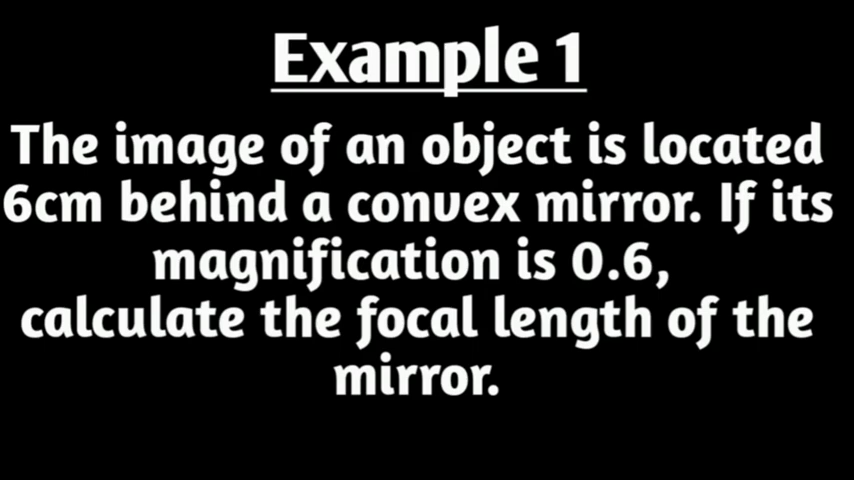 Example 1
The image of an object is located
6cm behind a convex mirror. If its
magnification is 0.6,
calculate the focal length of the
mirror.